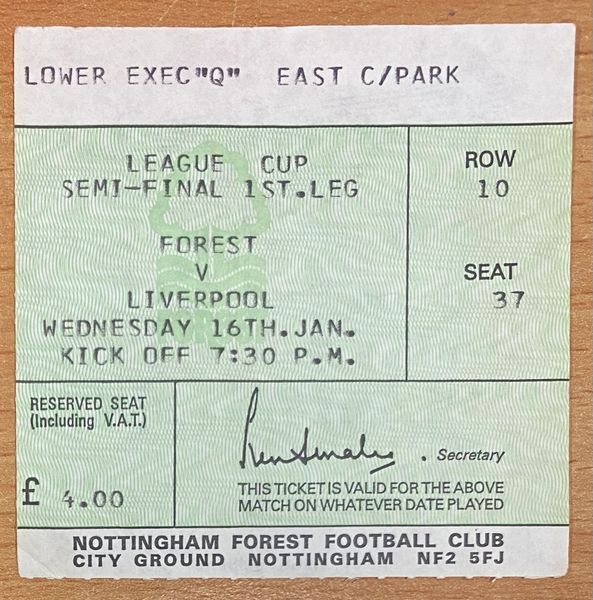 LOWER EXEC"Q" EAST C/PARK
LEAGUE CUP
SEMI-FINAL 1ST.LEG
FOREST
V
LIVERPOOL
WEDNESDAY 16TH.JAN.
KICK OFF 7:30 P.M.
ROW
10
SEAT
37
RESERVED SEAT
(Including V.A.T.)
£ 4.00
. Secretary
THIS TICKET IS VALID FOR THE ABOVE
MATCH ON WHATEVER DATE PLAYED
NOTTINGHAM FOREST FOOTBALL CLUB
CITY GROUND NOTTINGHAM NF2 5FJ